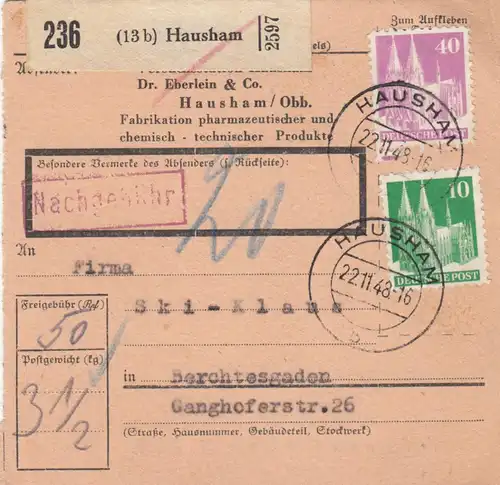 Zum Aufkleben
236 (13b) Hausham 2597
Dr. Eberlein & Co.
Hausham/Obb.
Fabrikation pharmazeutischer und
chemisch - technischer Produkte
40
DEUTSCHE POST
HAUSHAM
22.11.48-16
Besondere Vermerke des Absenders (s. Rückseite):
Nachgebühr
20
10
DEUTSCHE POST
HAUSHAM
22.11.48-16
b
An
Firma
Ski-Klaus
Freigebühr (Rpf)
50
Postgewicht (kg)
3 1/2
in Berchtesgaden
Ganghoferstr.26
(Straße, Hausnummer, Gebäudeteil, Stockwerk)